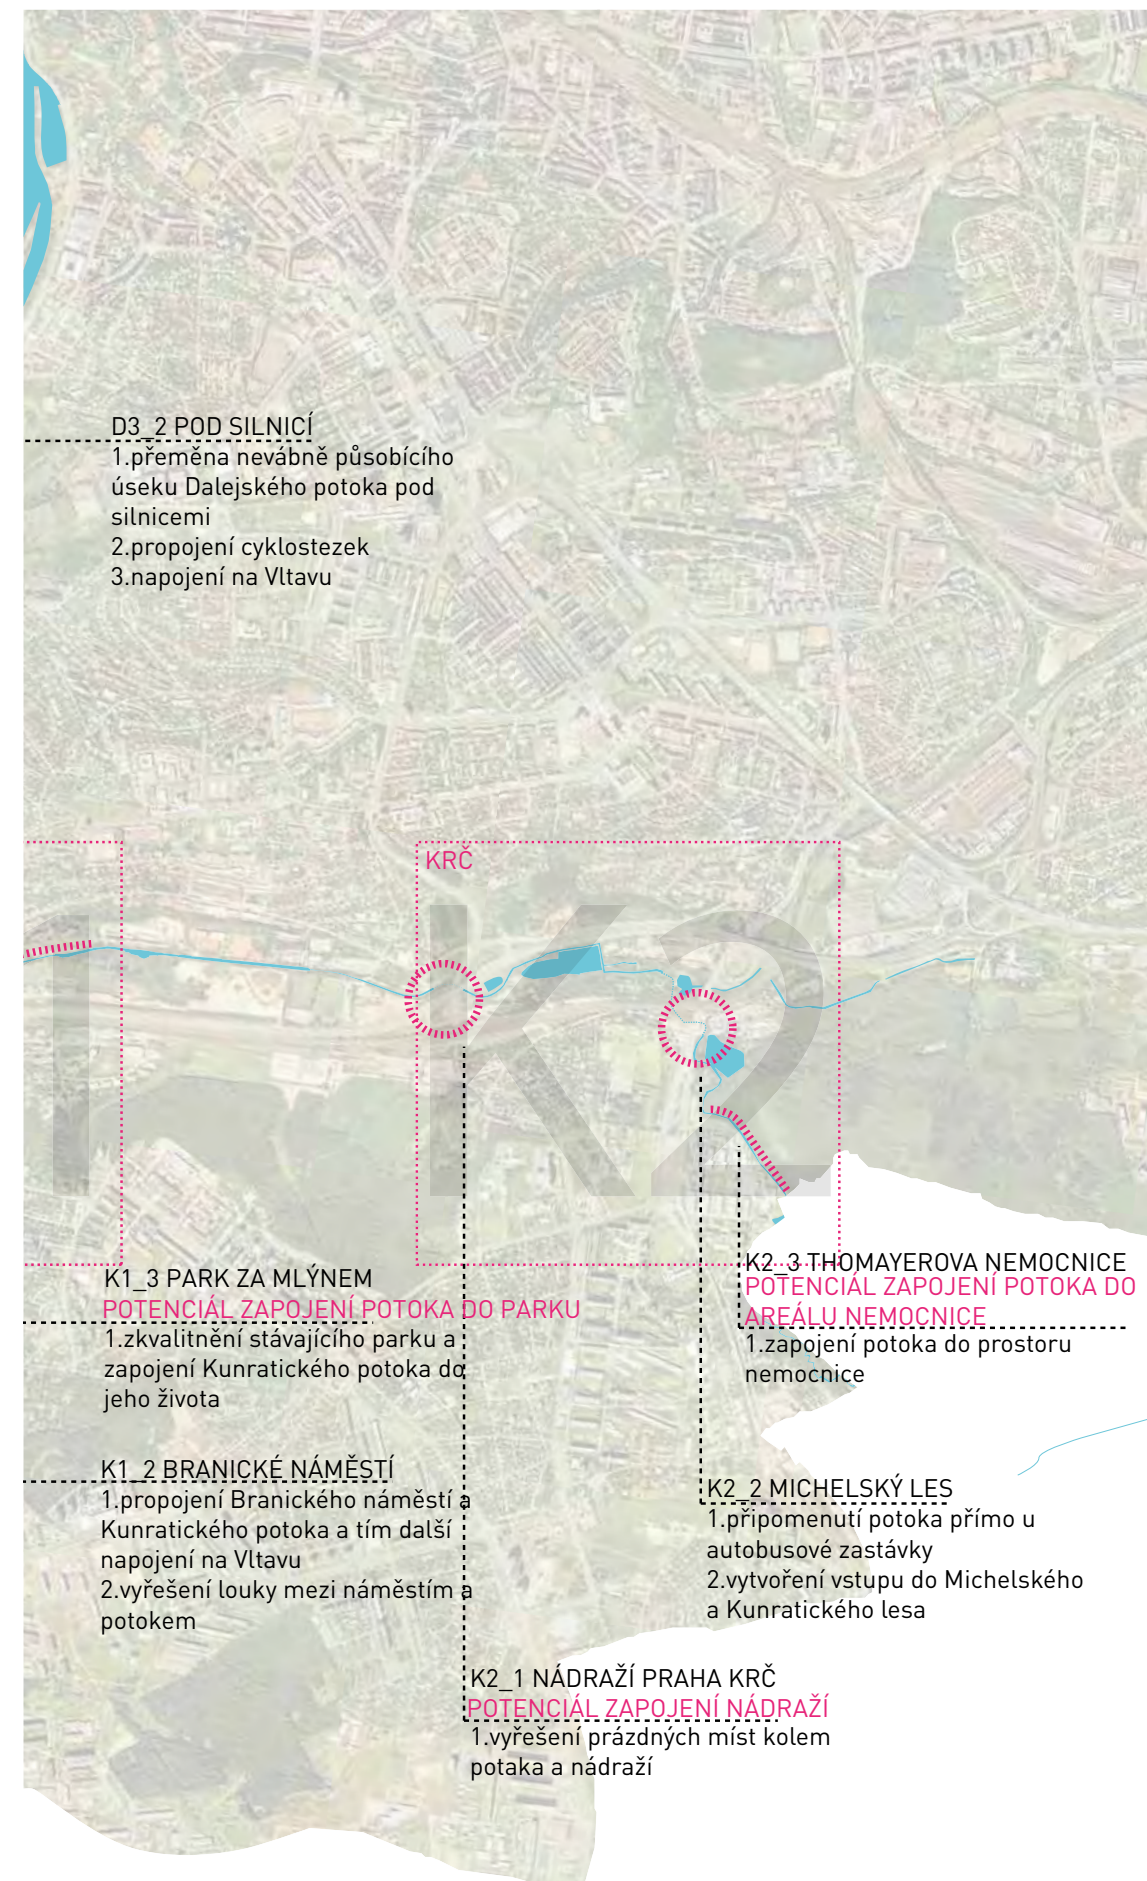 D3_2 POD SILNICÍ
1.přeměna nevábně působícího
úseku Dalejského potoka pod
silnicemi
2.propojení cyklostezek
3.napojení na Vltavu
KRČ
K2
K1_3 PARK ZA MLÝNEM
POTENCIÁL ZAPOJENÍ POTOKA DO PARKU
1.zkvalitnění stávajícího parku a
zapojení Kunratického potoka do
jeho života
K2_3 THOMAYEROVA NEMOCNICE
POTENCIÁL ZAPOJENÍ POTOKA DO
AREÁLU NEMOCNICE
1.zapojení potoka do prostoru
nemocnice
K1_2 BRANICKÉ NÁMĚSTÍ
1.propojení Branického náměstí a
Kunratického potoka a tím další
napojení na Vltavu
2.vyřešení louky mezi náměstím a
potokem
K2_2 MICHELSKÝ LES
1.připomenutí potoka přímo u
autobusové zastávky
2.vytvoření vstupu do Michelského
a Kunratického lesa
K2_1 NÁDRAŽÍ PRAHA KRČ
POTENCIÁL ZAPOJENÍ NÁDRAŽÍ
1.vyřešení prázdných míst kolem
potaka a nádraží